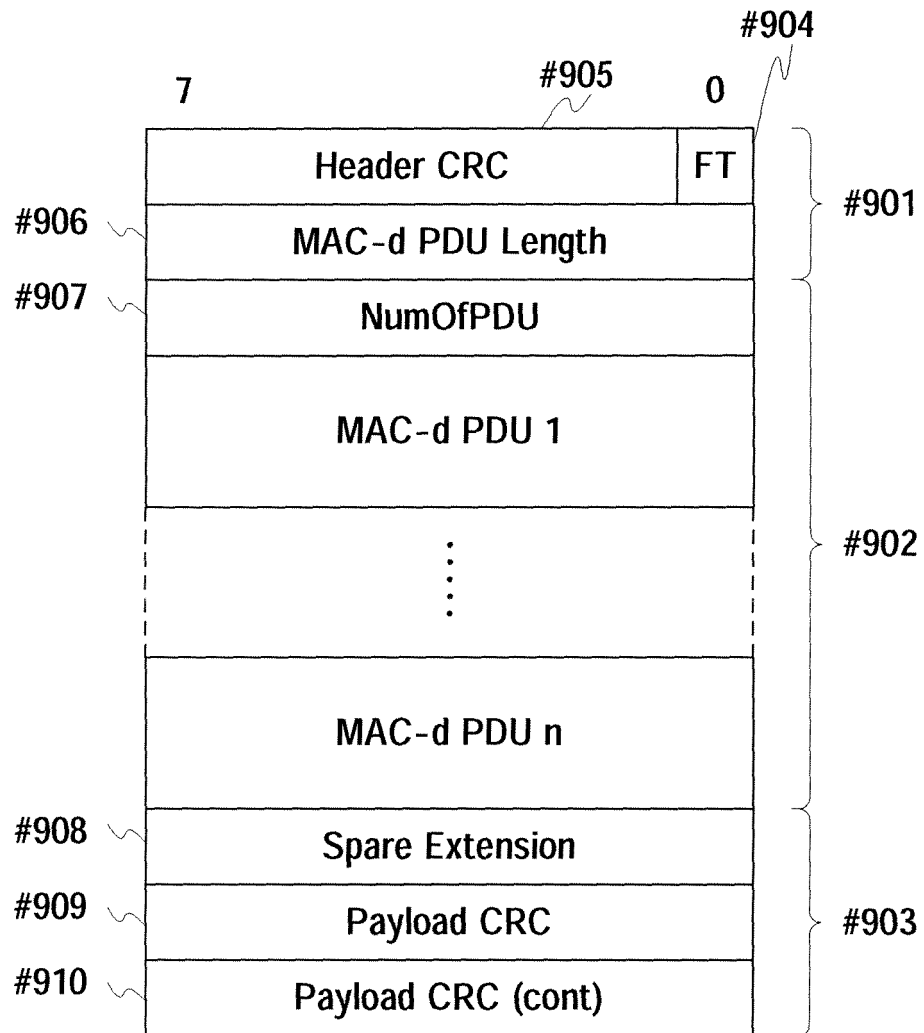 #904
#905
7
0
Header CRC
FT
#901
#906
MAC-d PDU Length
#907
NumOfPDU
MAC-d PDU 1
#902
MAC-d PDU n
#908
Spare Extension
#909
Payload CRC
#903
#910
Payload CRC (cont)